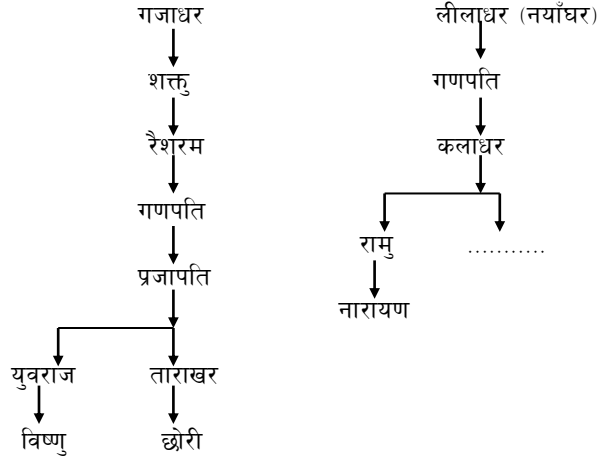 गजाधर
लीलाधर (नयाँघर)
शक्तु
गणपति
रैशरम
कलाधर
गणपति
रामु
...........
प्रजापति
नारायण
युवराज
ताराखर
विष्णु
छोरी